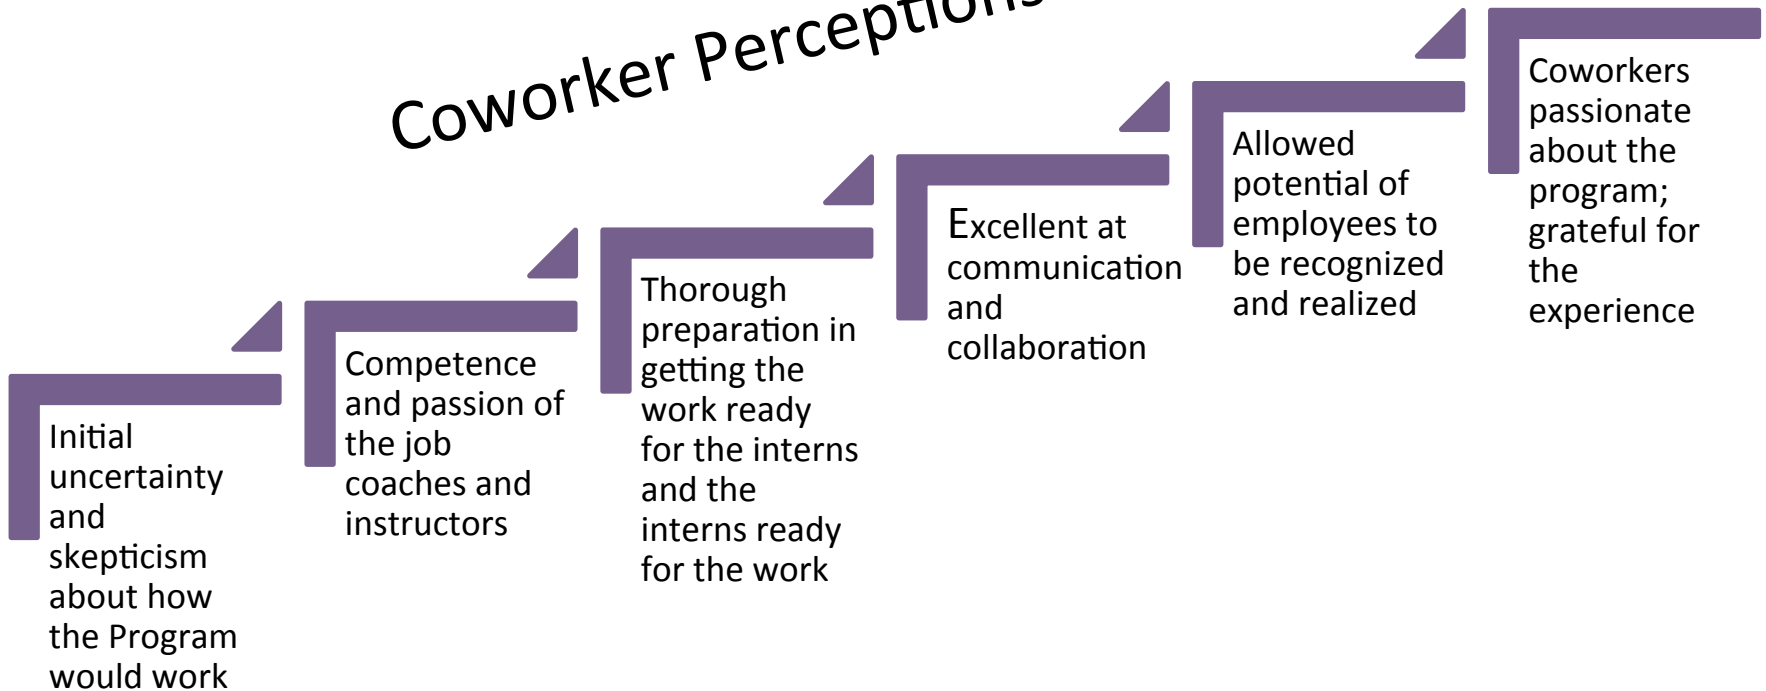 Coworker Perceptions
Initial
uncertainty
and
skepticism
about how
the Program
would work
Competence
and passion of
the job
coaches and
instructors
Thorough
preparation in
getting the
work ready
for the interns
and the
interns ready
for the work
Excellent at
communication
and
collaboration
Allowed
potential of
employees to
be recognized
and realized
Coworkers
passionate
about the
program;
grateful for
the
experience